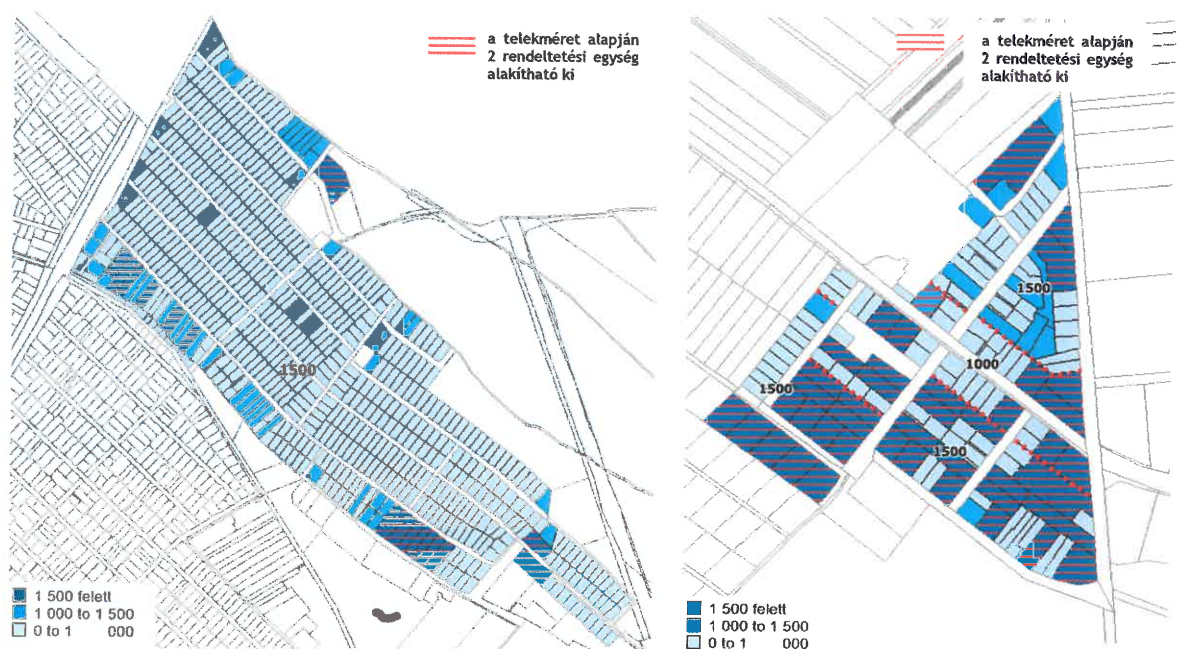 a telekméret alapján
2 rendeltetési egység
alakítható ki
1500
1 500 felett
1 000 to 1 500
0 to 1 000
a telekméret alapján
2 rendeltetési egység
alakítható ki
1500
1000
1500
1500
1 500 felett
1 000 to 1 500
0 to 1 000